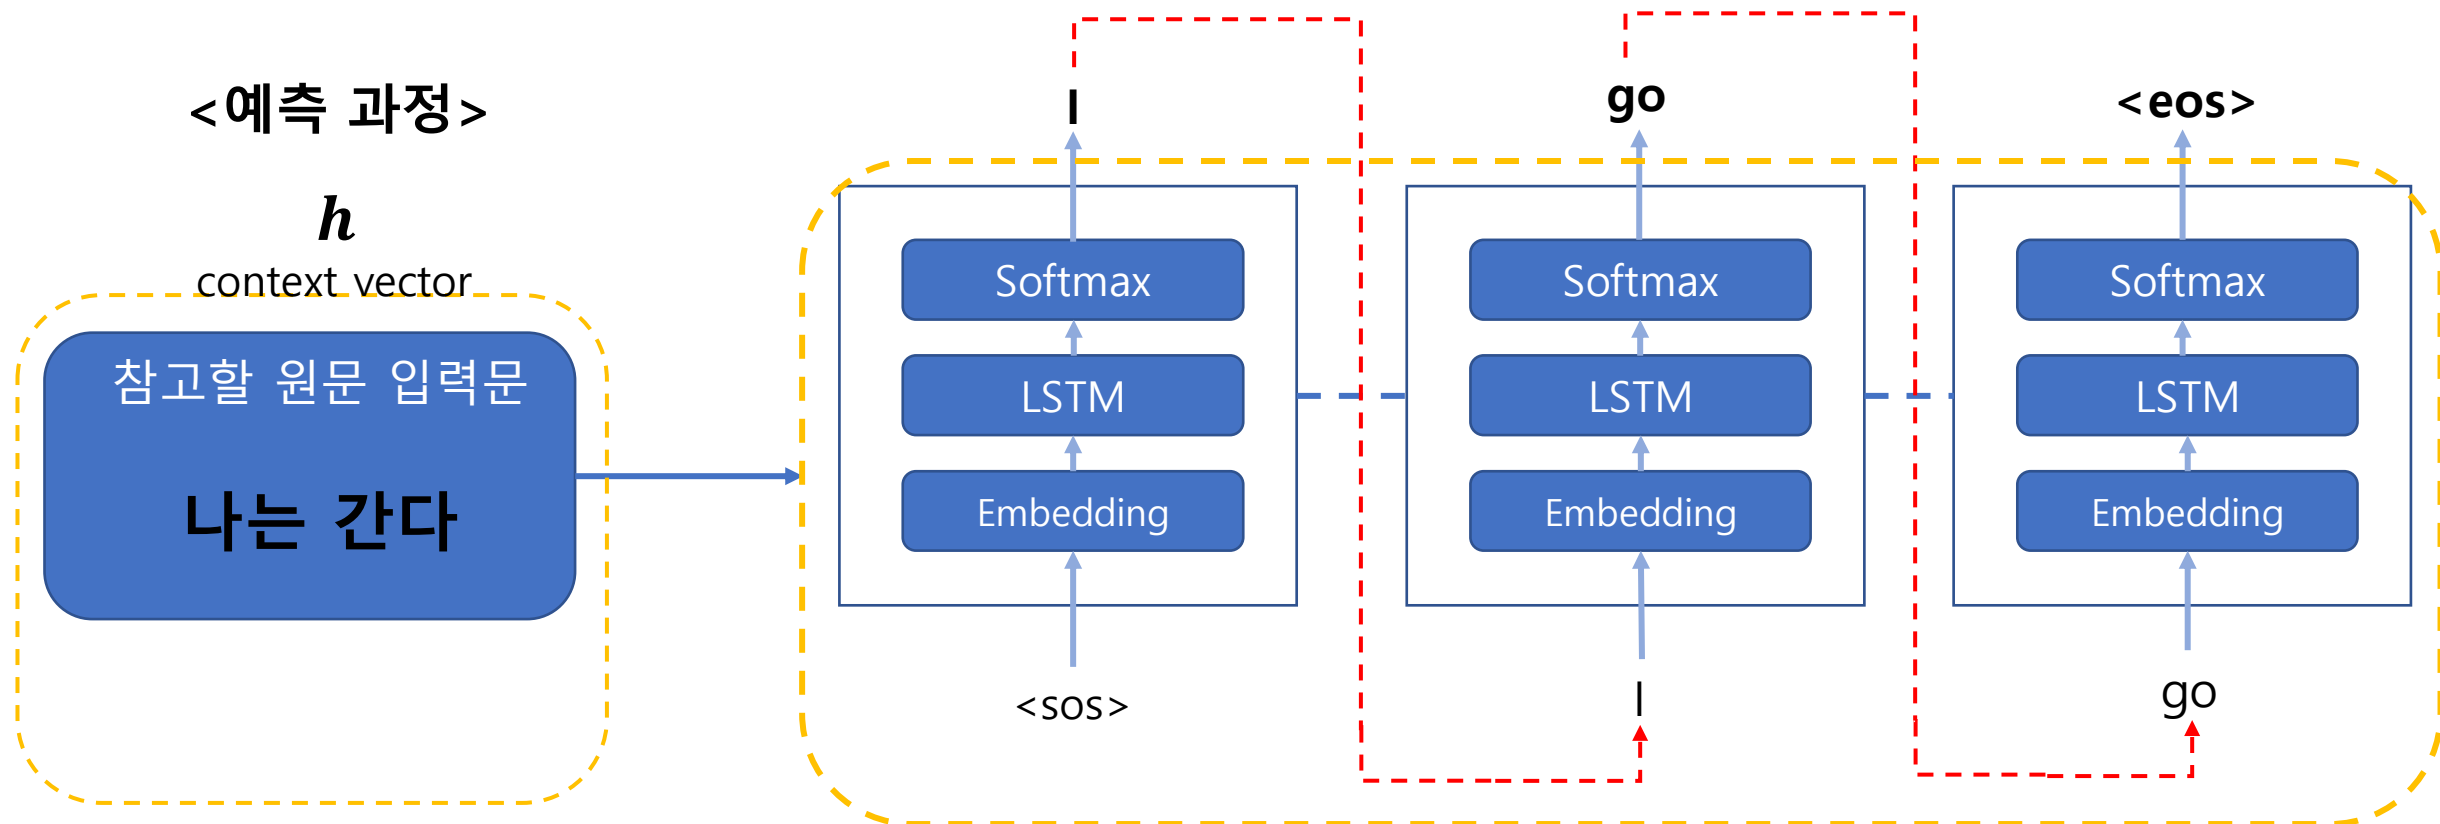 <예측 과정>
h
context vector
참고할 원문 입력문
나는 간다
I
Softmax
LSTM
Embedding
<sos>
go
Softmax
LSTM
Embedding
I
<eos>
Softmax
LSTM
Embedding
go